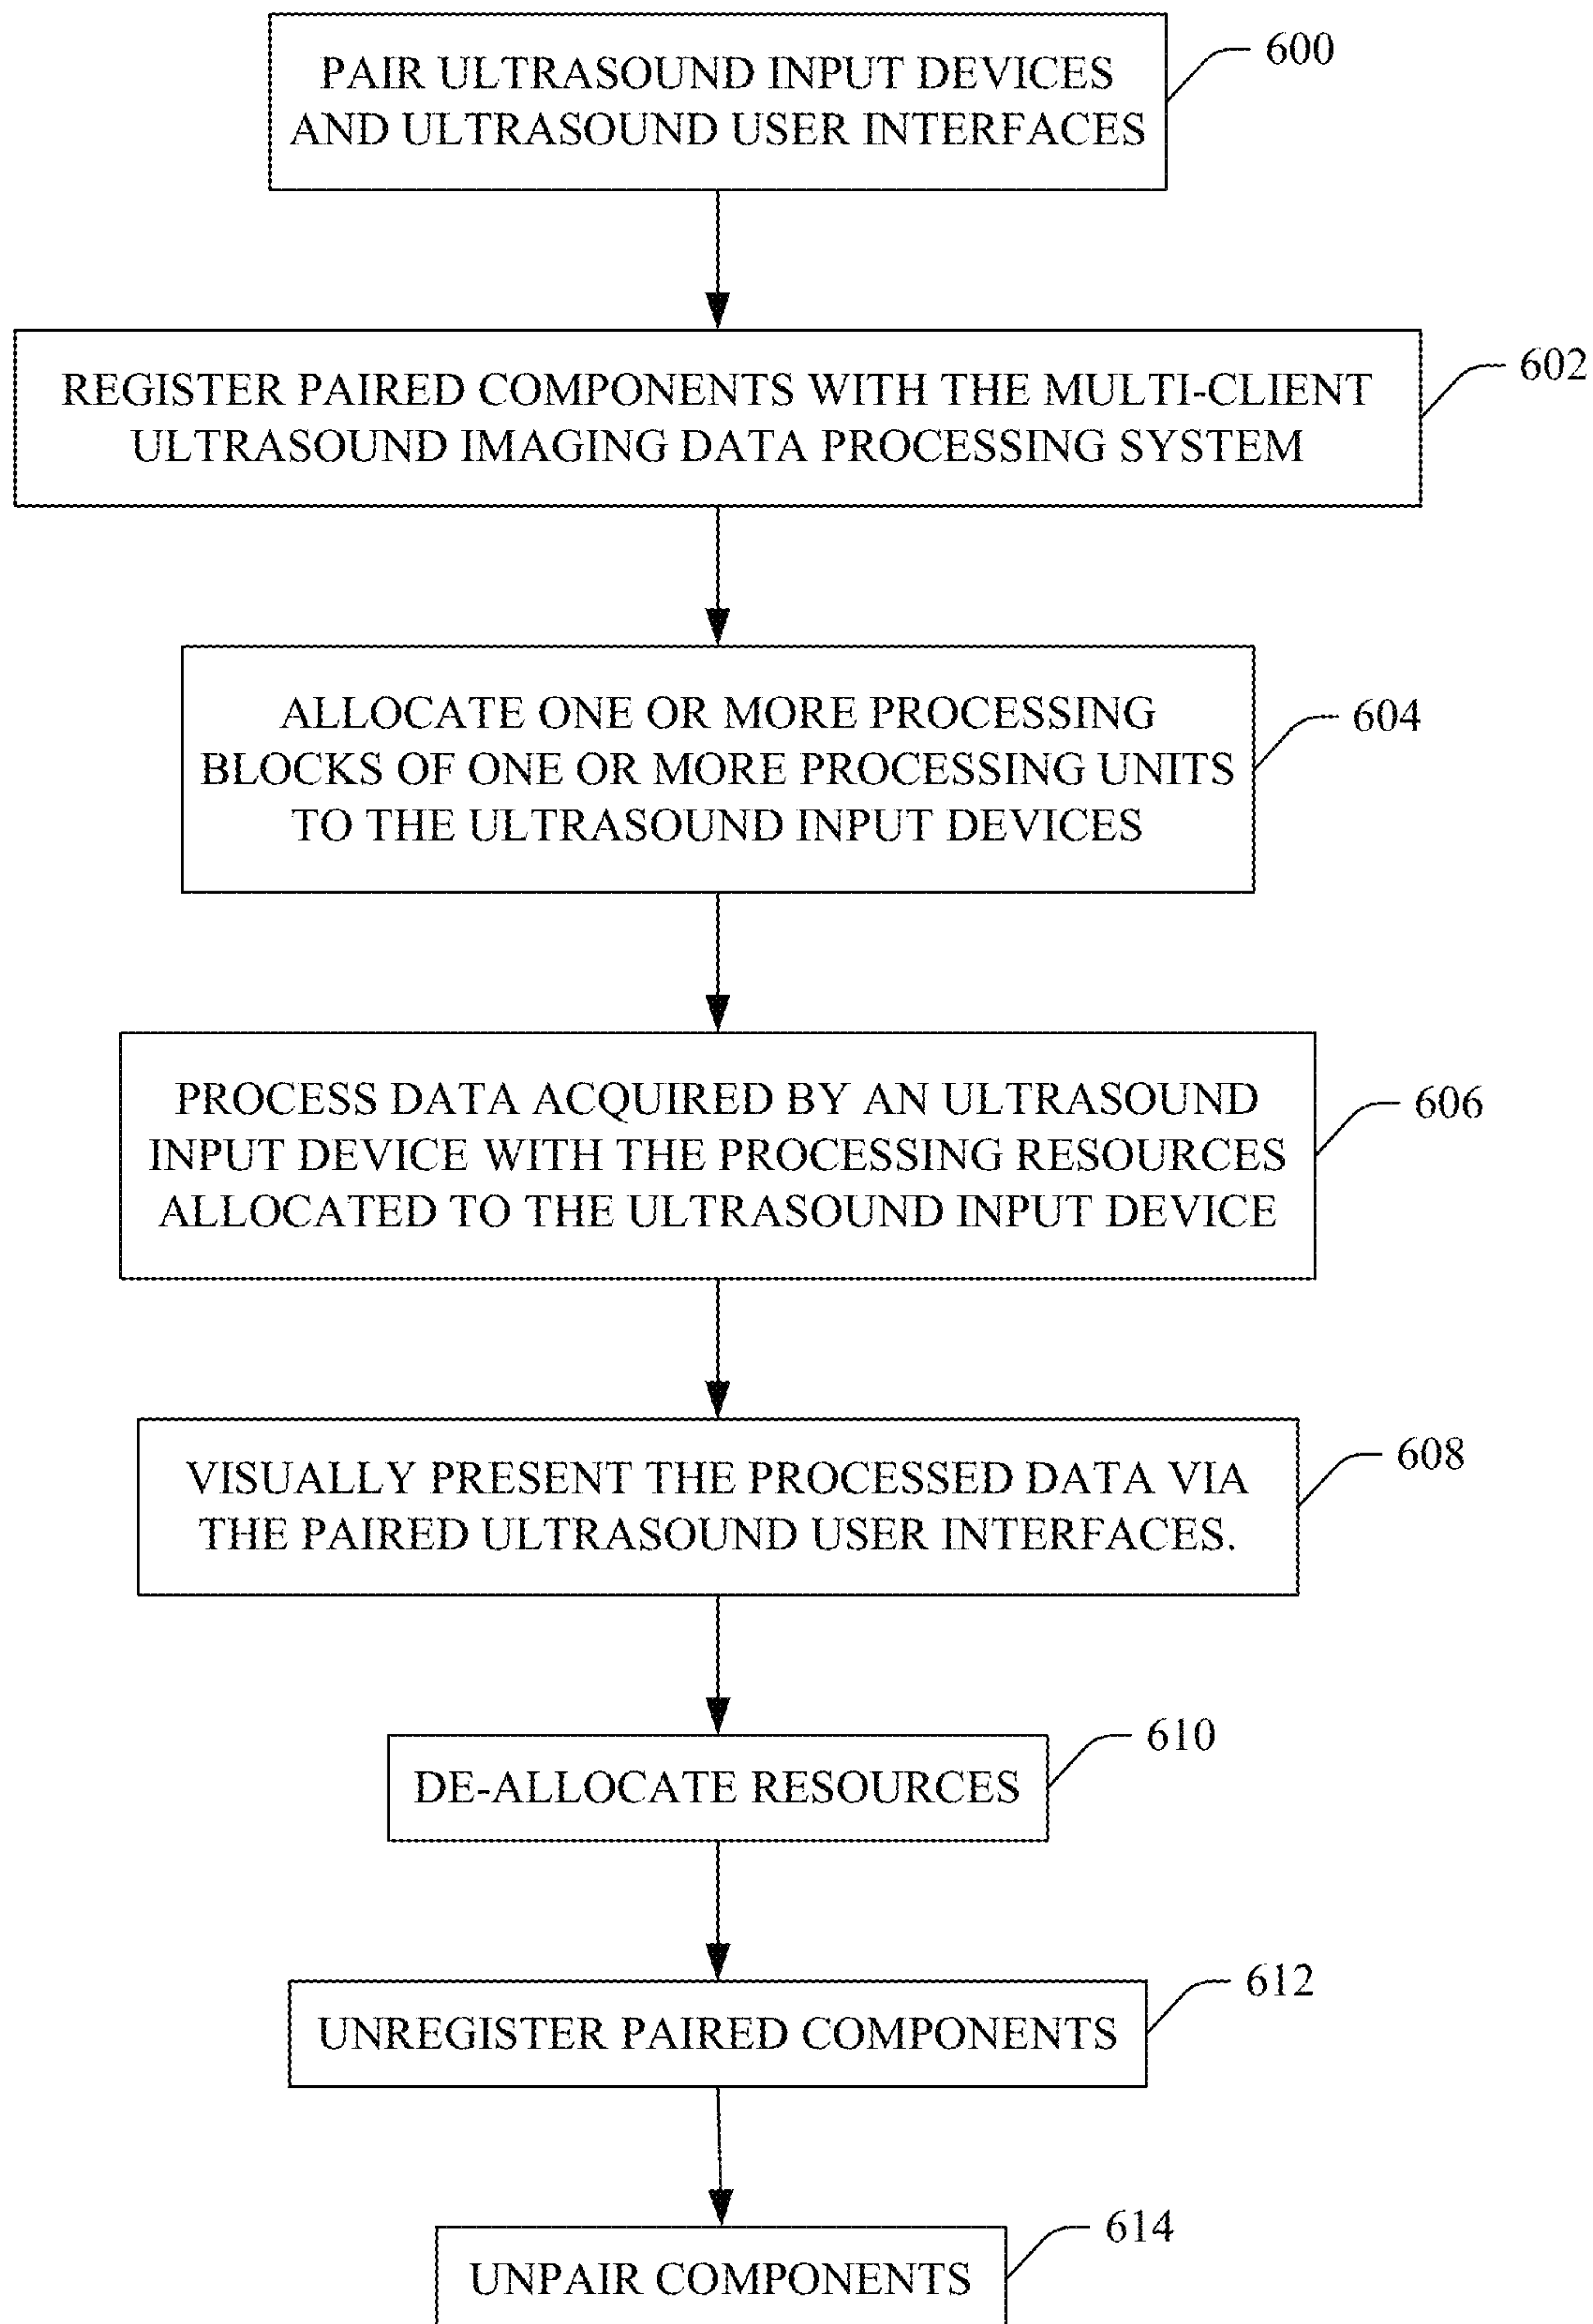 PAIR ULTRASOUND INPUT DEVICES
AND ULTRASOUND USER INTERFACES
600
REGISTER PAIRED COMPONENTS WITH THE MULTI-CLIENT
ULTRASOUND IMAGING DATA PROCESSING SYSTEM
602
ALLOCATE ONE OR MORE PROCESSING
BLOCKS OF ONE OR MORE PROCESSING UNITS
TO THE ULTRASOUND INPUT DEVICES
604
PROCESS DATA ACQUIRED BY AN ULTRASOUND
INPUT DEVICE WITH THE PROCESSING RESOURCES
ALLOCATED TO THE ULTRASOUND INPUT DEVICE
606
VISUALLY PRESENT THE PROCESSED DATA VIA
THE PAIRED ULTRASOUND USER INTERFACES.
608
DE-ALLOCATE RESOURCES
610
UNREGISTER PAIRED COMPONENTS
612
UNPAIR COMPONENTS
614